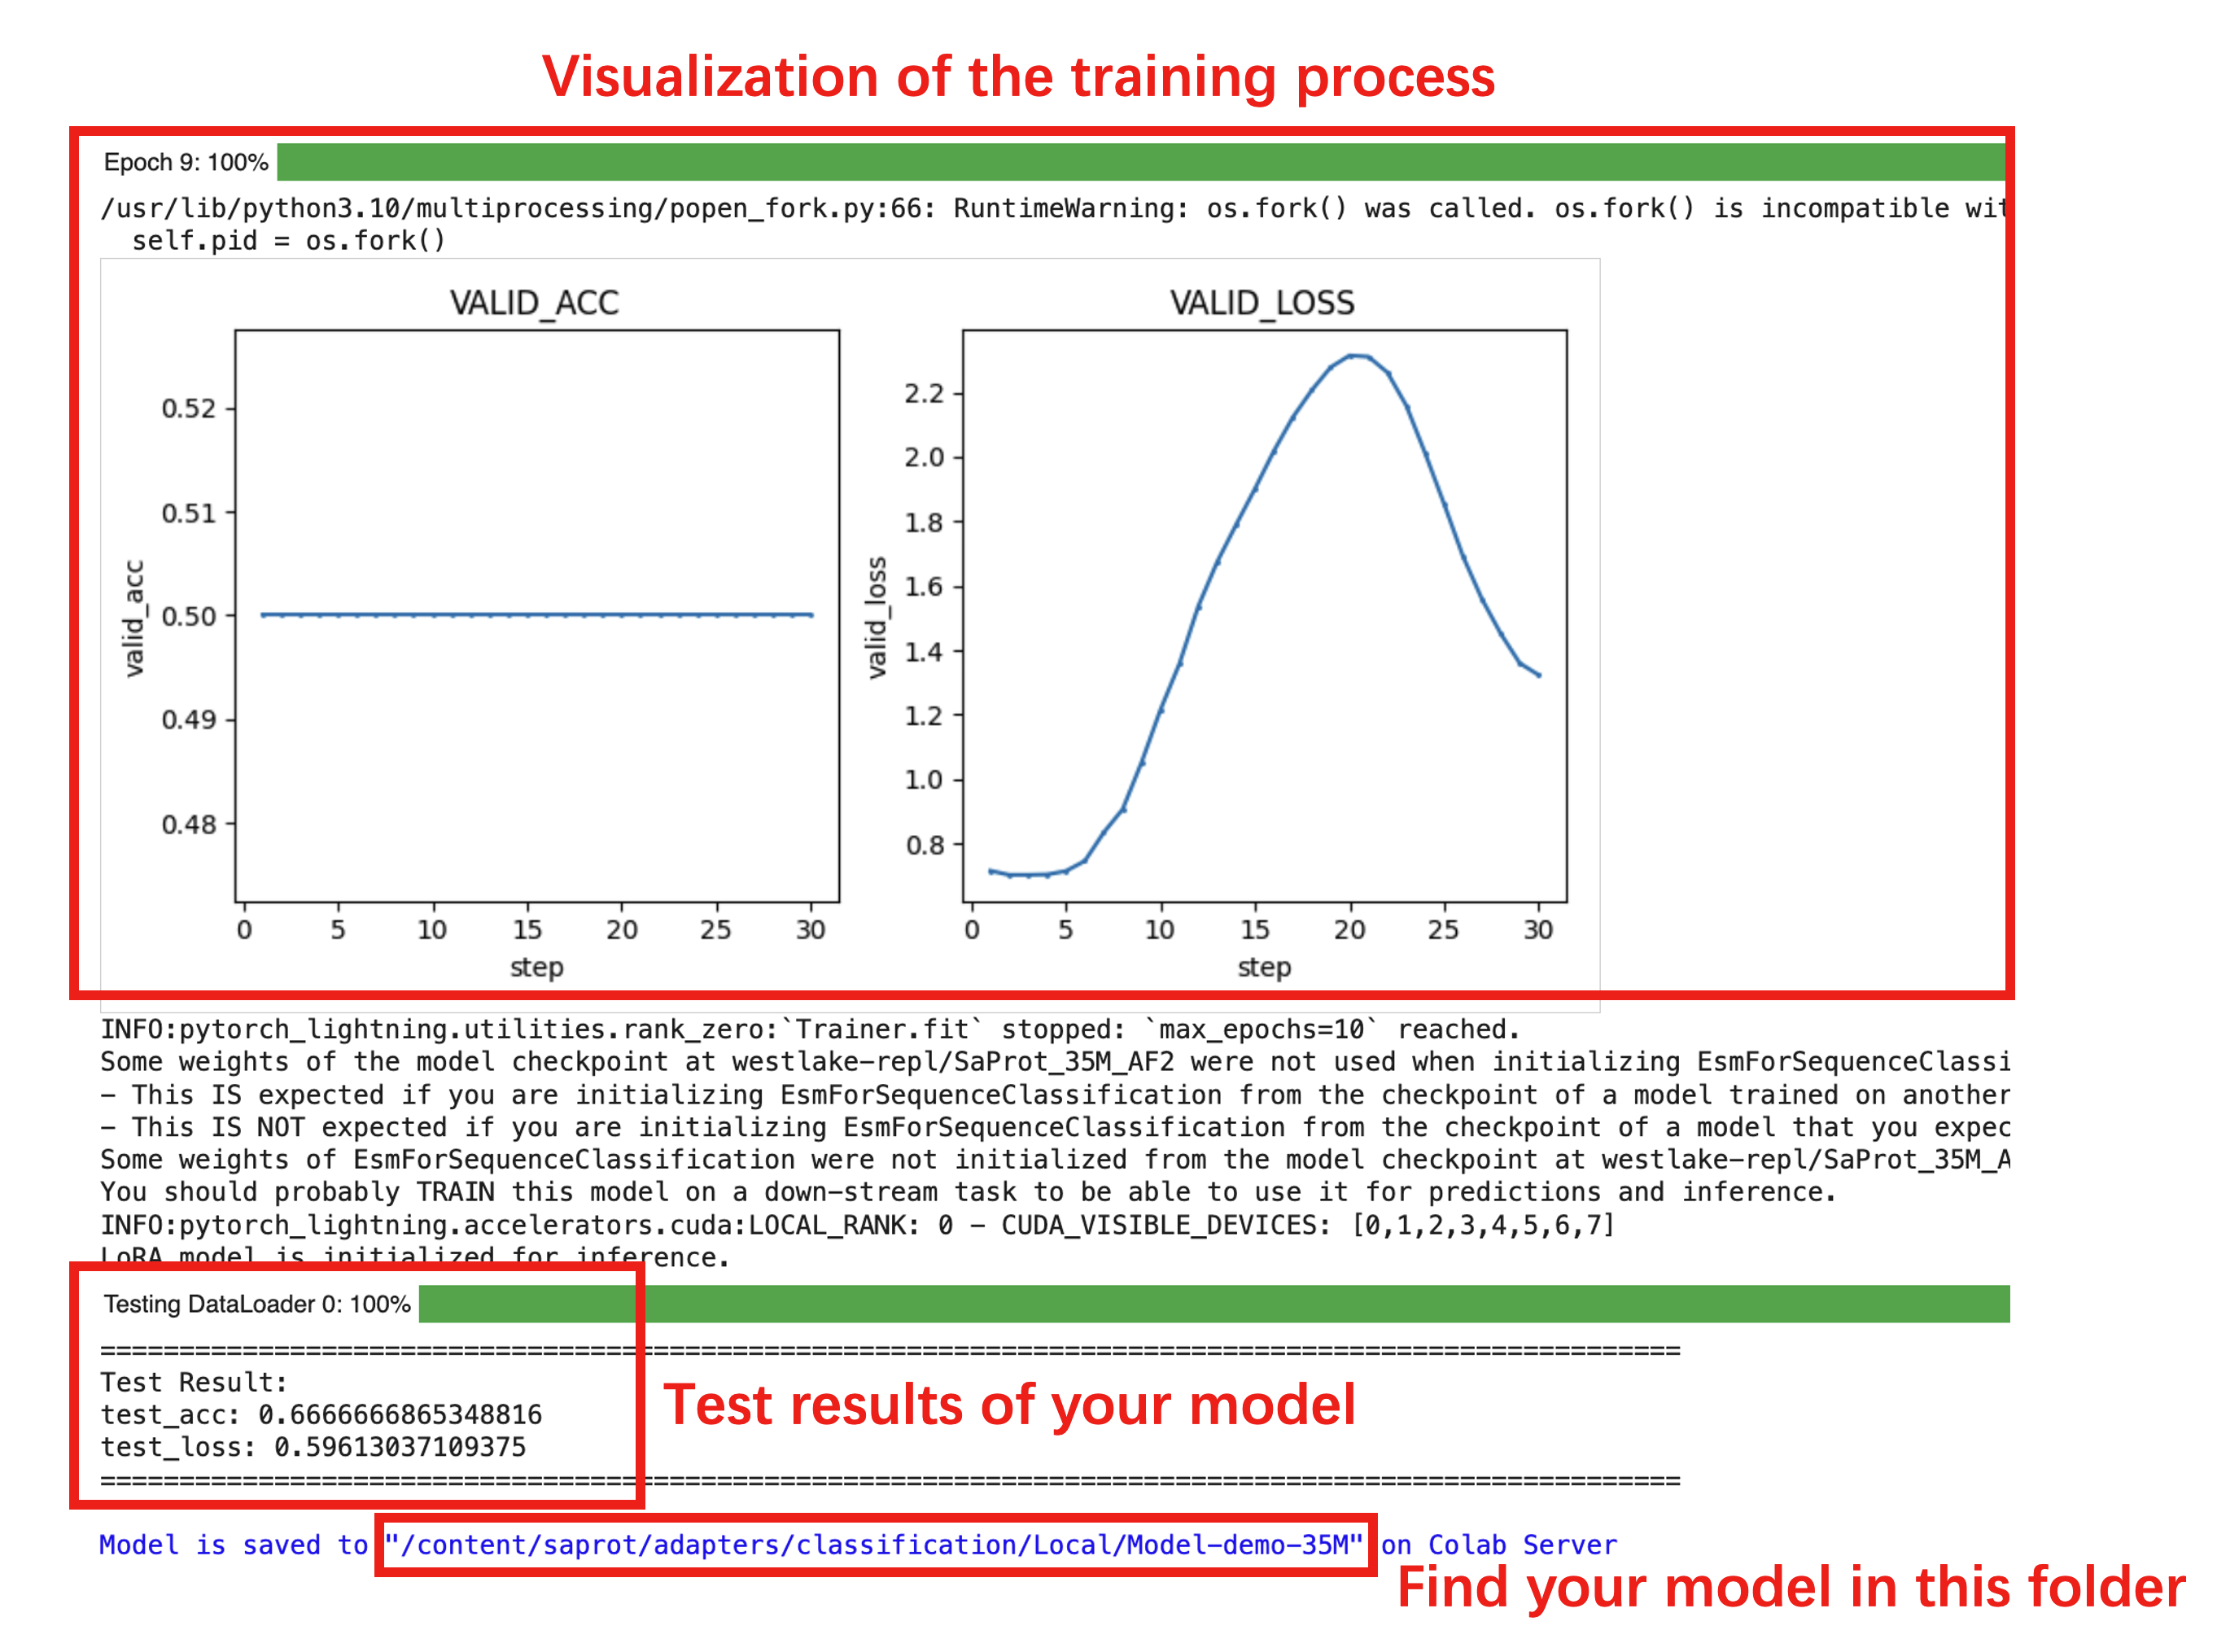 Visualization of the training process
Epoch 9: 100%
/usr/lib/python3.10/multiprocessing/popen_fork.py:66: RuntimeWarning: os.fork() was called. os.fork() is incompatible wit
self.pid = os.fork()
VALID_ACC
VALID_LOSS
valid_acc
0.52
0.51
0.50
0.49
0.48
0 5 10 15 20 25 30
step
valid_loss
2.2
2.0
1.8
1.6
1.4
1.2
1.0
0.8
0 5 10 15 20 25 30
step
INFO:pytorch_lightning.utilities.rank_zero:`Trainer.fit` stopped: `max_epochs=10` reached.
Some weights of the model checkpoint at westlake-repl/SaProt_35M_AF2 were not used when initializing EsmForSequenceClassi
- This IS expected if you are initializing EsmForSequenceClassification from the checkpoint of a model trained on another
- This IS NOT expected if you are initializing EsmForSequenceClassification from the checkpoint of a model that you expec
Some weights of EsmForSequenceClassification were not initialized from the model checkpoint at westlake-repl/SaProt_35M_A
You should probably TRAIN this model on a down-stream task to be able to use it for predictions and inference.
INFO:pytorch_lightning.accelerators.cuda:LOCAL_RANK: 0 - CUDA_VISIBLE_DEVICES: [0,1,2,3,4,5,6,7]
LoRA model is initialized for inference.
Testing DataLoader 0: 100%
====================================================================================================
Test Result:
test_acc: 0.6666666865348816
test_loss: 0.59613037109375
====================================================================================================
Test results of your model
Model is saved to "/content/saprot/adapters/classification/Local/Model-demo-35M" on Colab Server
Find your model in this folder